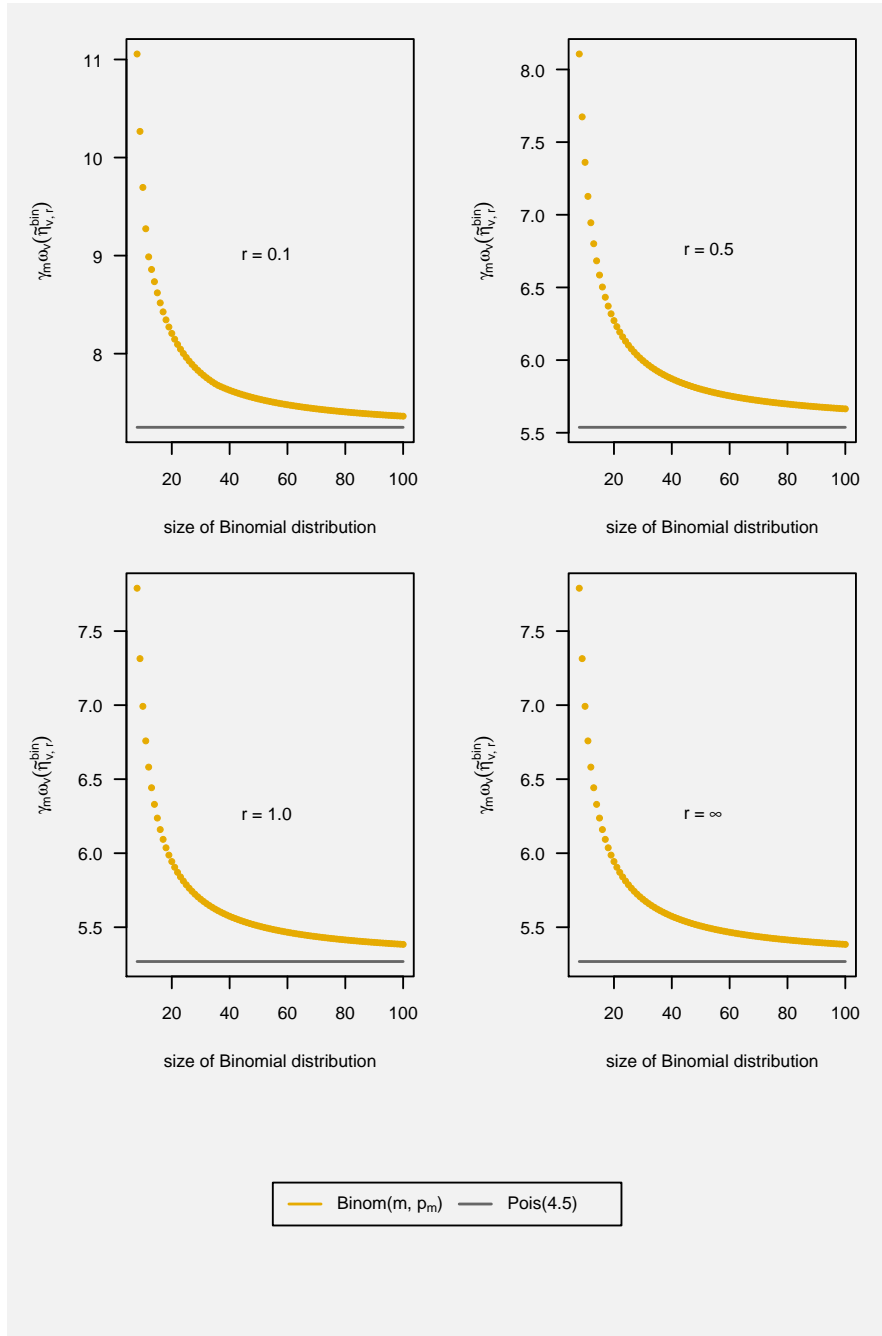 11
10
9
8
γmωv(η̃v, r^bin)
r = 0.1
20 40 60 80 100
size of Binomial distribution
8.0
7.5
7.0
6.5
6.0
5.5
γmωv(η̃v, r^bin)
r = 0.5
20 40 60 80 100
size of Binomial distribution
7.5
7.0
6.5
6.0
5.5
γmωv(η̃v, r^bin)
r = 1.0
20 40 60 80 100
size of Binomial distribution
7.5
7.0
6.5
6.0
5.5
γmωv(η̃v, r^bin)
r = ∞
20 40 60 80 100
size of Binomial distribution
Binom(m, pm) Pois(4.5)